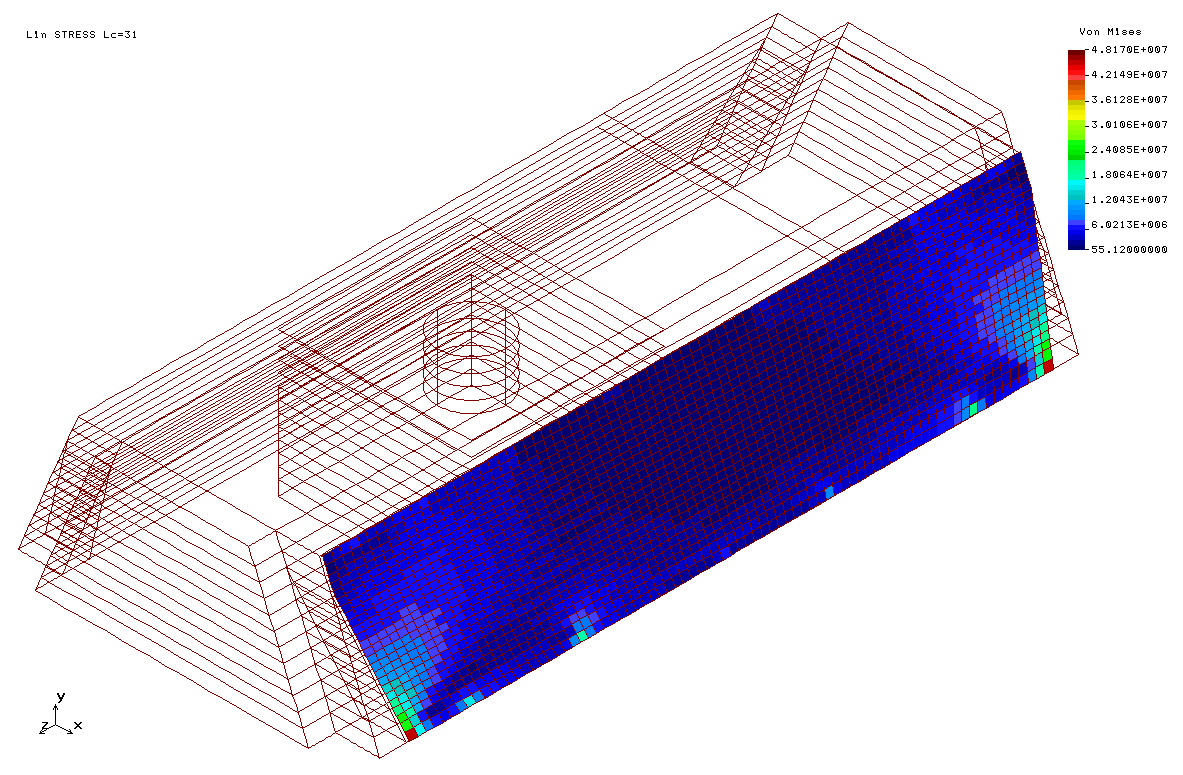 Lin STRESS Lc=31
Von Mises
4.8170E+007
4.2149E+007
3.6128E+007
3.0106E+007
2.4085E+007
1.8064E+007
1.2043E+007
6.0213E+006
55.12000000
y
z x